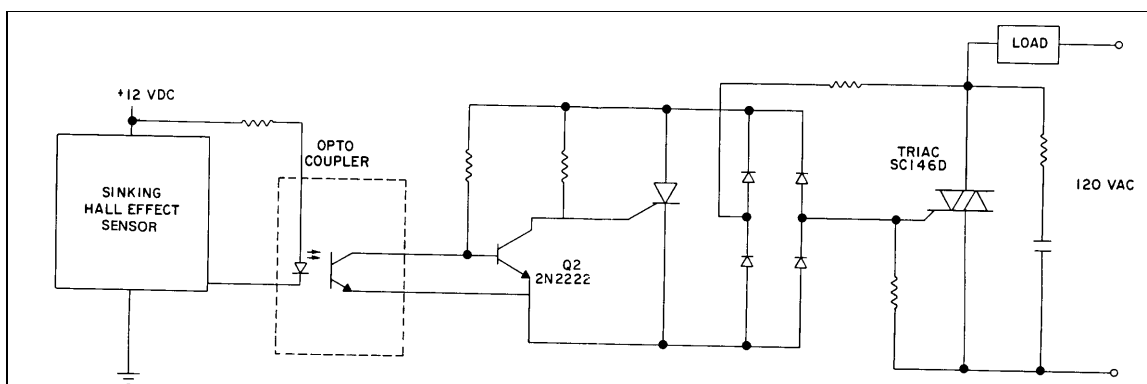 LOAD
+12 VDC
OPTO
COUPLER
TRIAC
SC146D
120 VAC
SINKING
HALL EFFECT
SENSOR
Q2
2N2222